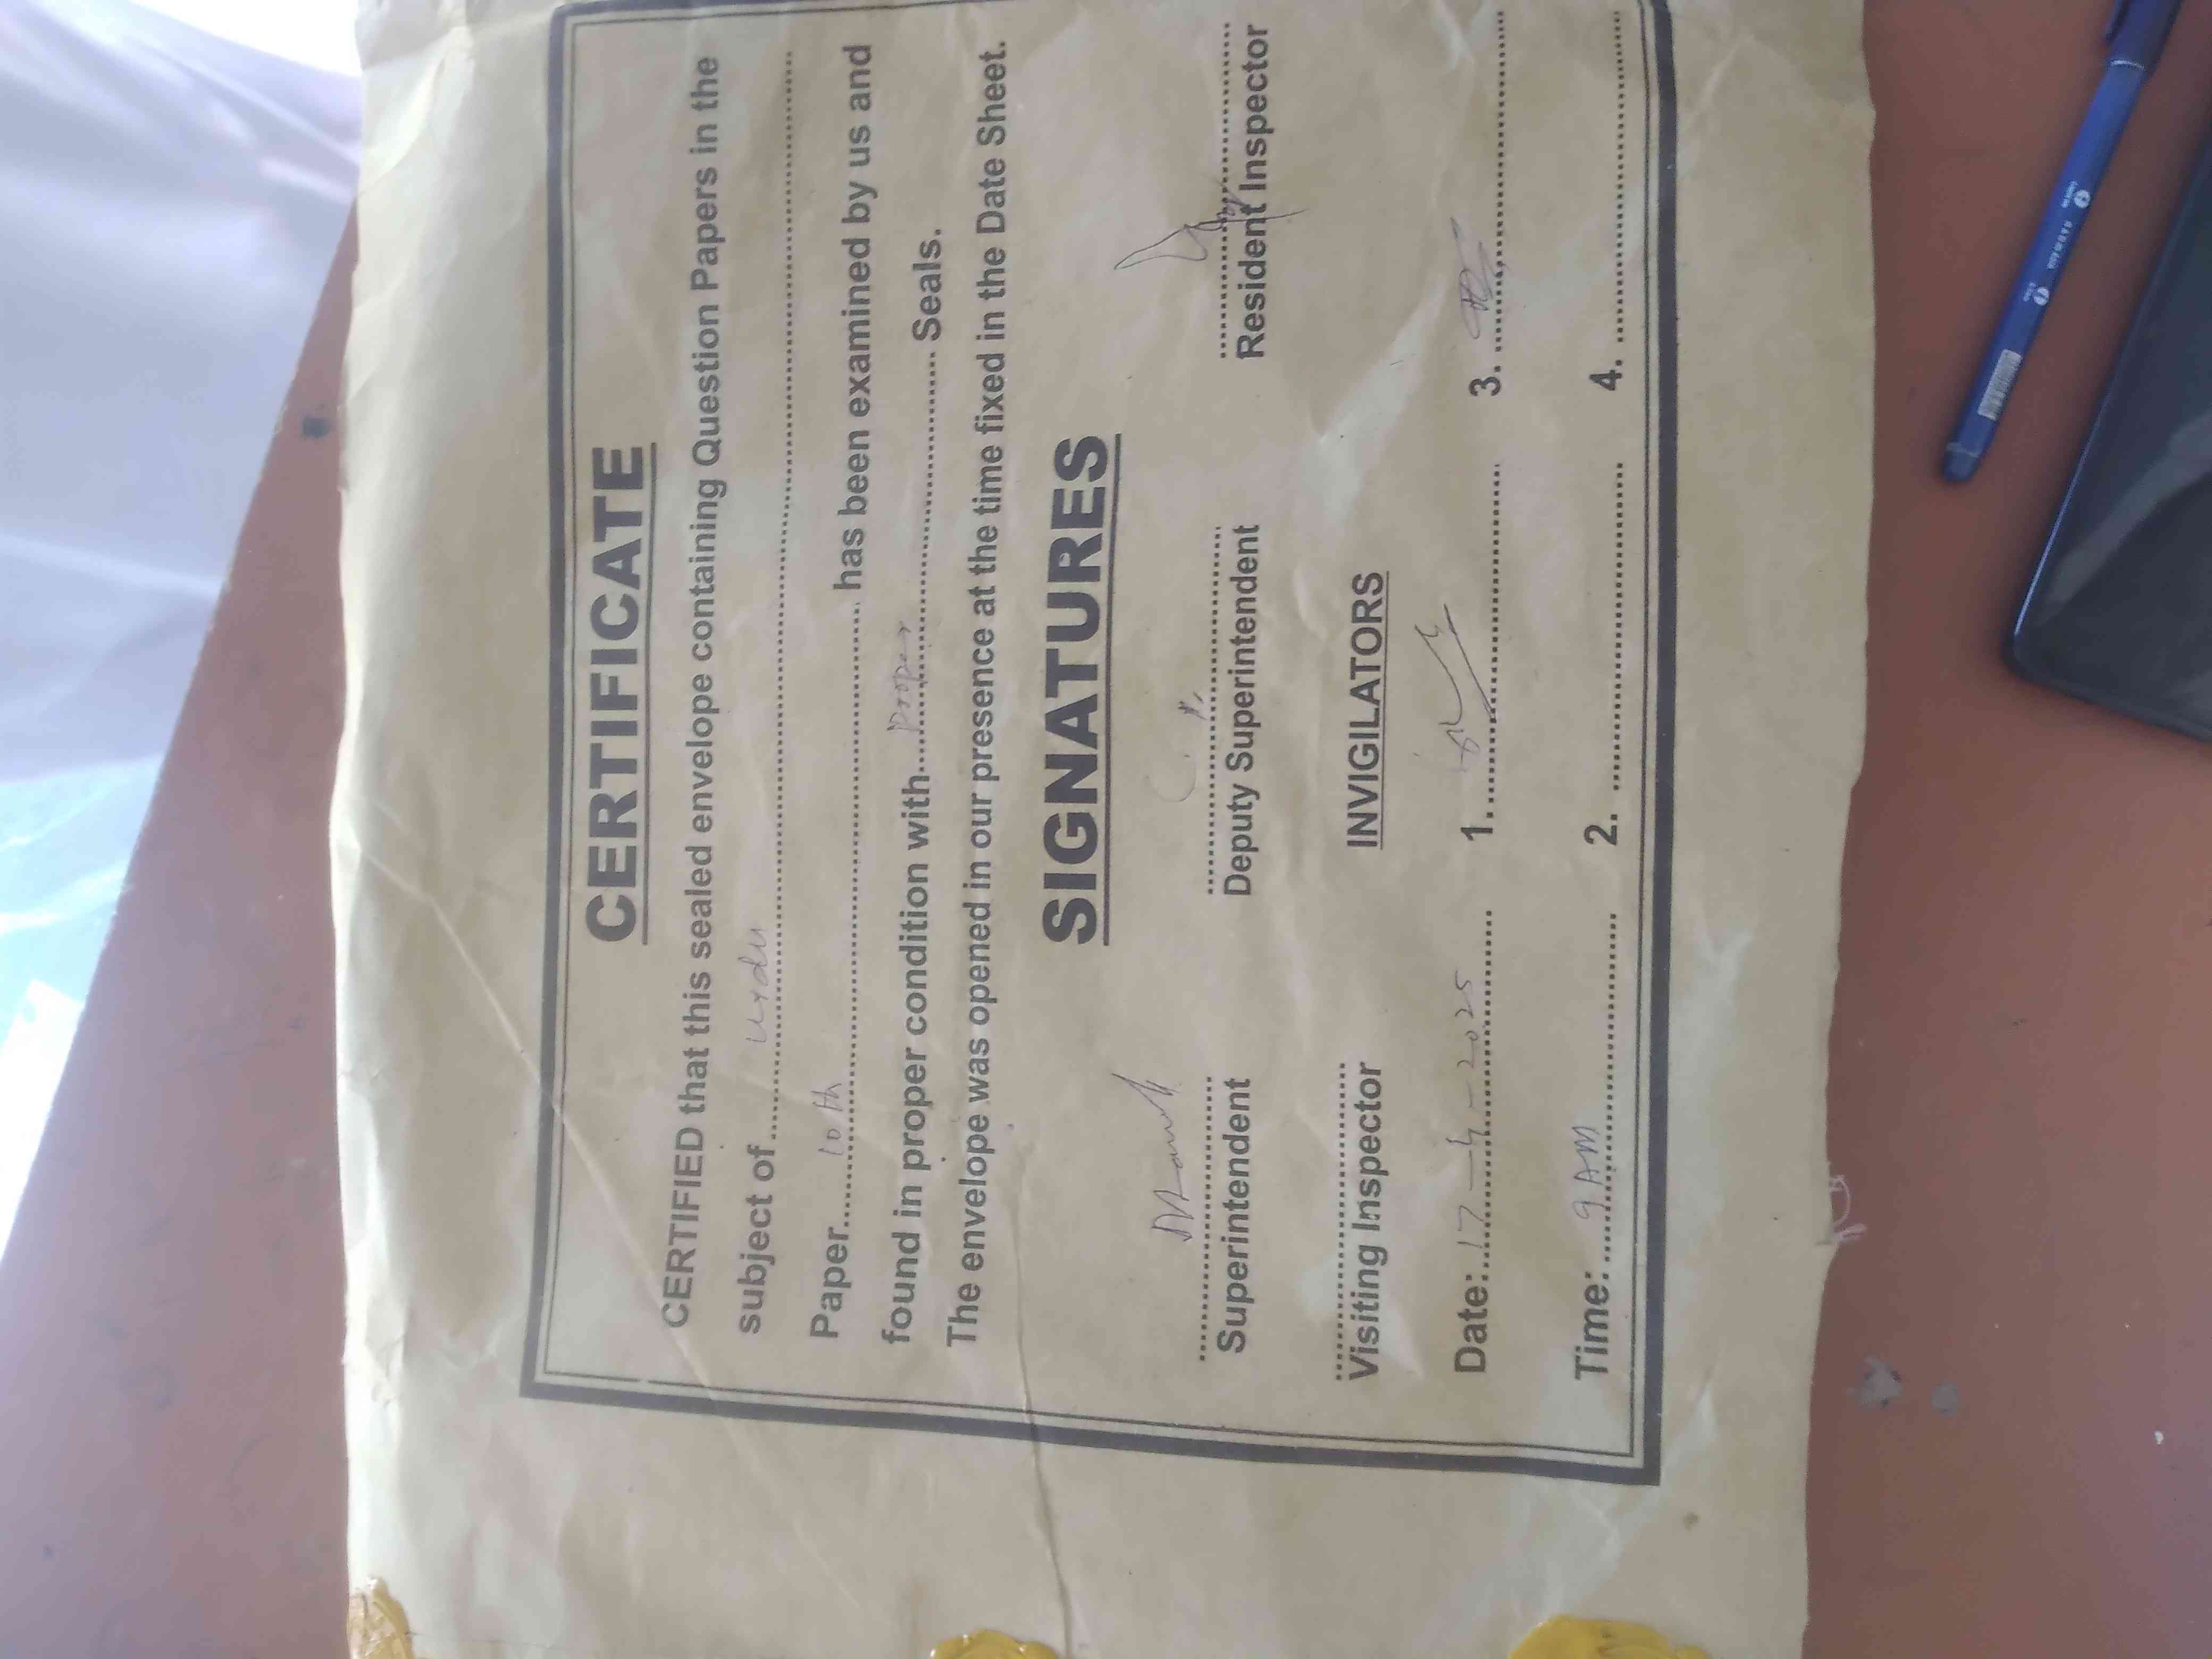 CERTIFICATE
CERTIFIED that this sealed envelope containing Question Papers in the
subject of ........ urdu ........
Paper..... 10th ........ has been examined by us and
found in proper condition with.... Proper ........ Seals.
The envelope was opened in our presence at the time fixed in the Date Sheet.
SIGNATURES
Superintendent Deputy Superintendent Resident Inspector
Visiting Inspector INVIGILATORS
Date:..17-4-2025........ 1. ........ 3. ........
Time: ....9 AM........ 2. ........ 4. ........